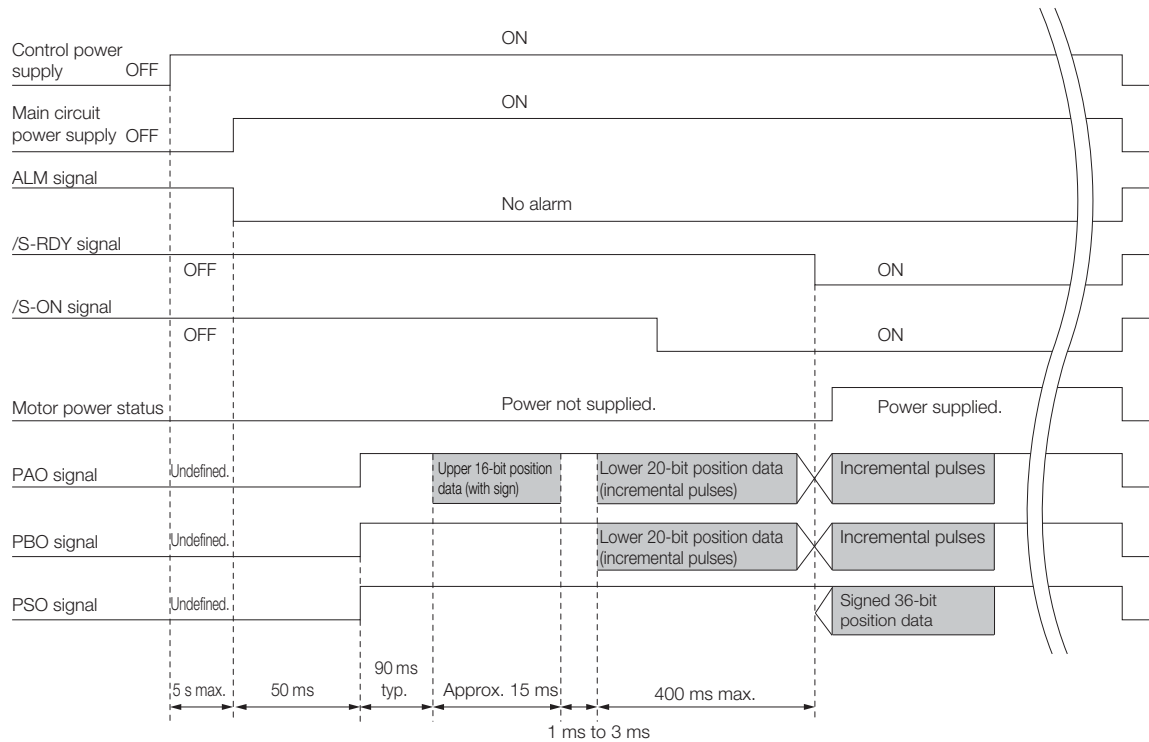 ON
Control power
supply OFF
ON
Main circuit
power supply OFF
ALM signal
No alarm
/S-RDY signal
OFF
ON
/S-ON signal
OFF
ON
Motor power status
Power not supplied.
Power supplied.
PAO signal
Undefined.
Upper 16-bit position
data (with sign)
Lower 20-bit position data
(incremental pulses)
Incremental pulses
PBO signal
Undefined.
Lower 20-bit position data
(incremental pulses)
Incremental pulses
PSO signal
Undefined.
Signed 36-bit
position data
5 s max.
50 ms
90 ms
typ.
Approx. 15 ms
400 ms max.
1 ms to 3 ms